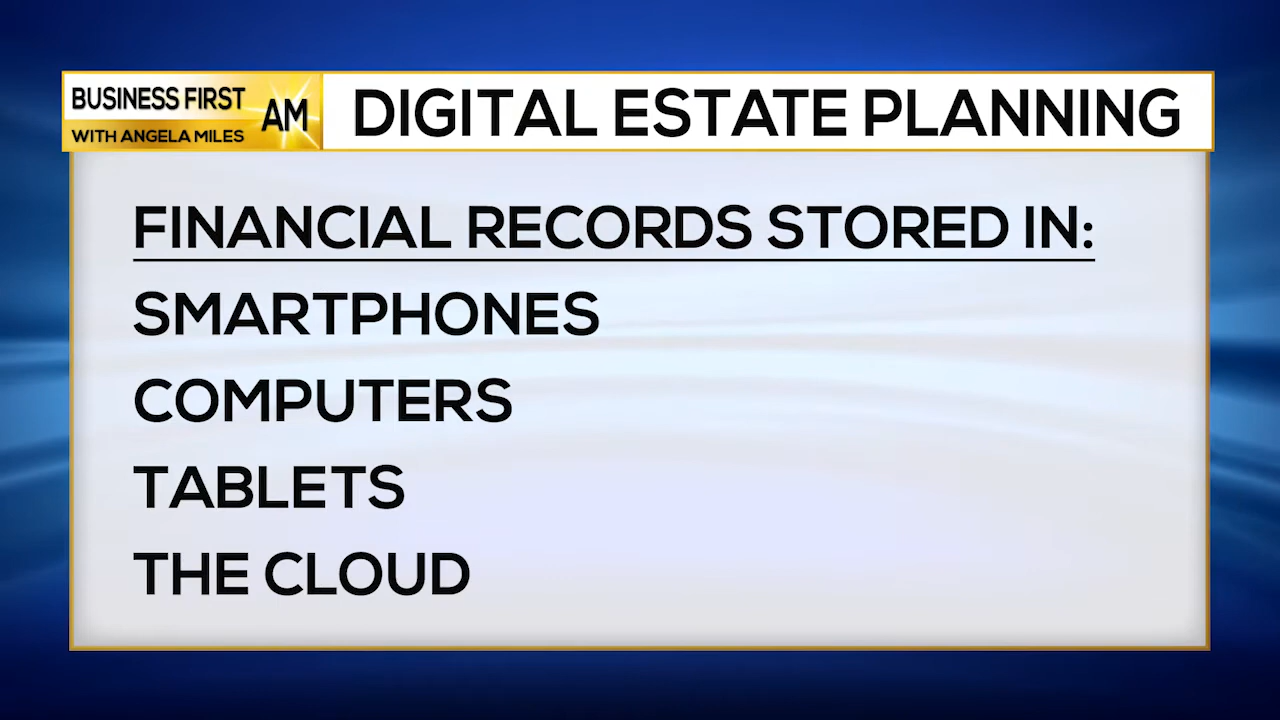 BUSINESS FIRST
WITH ANGELA MILES
AM
DIGITAL ESTATE PLANNING
FINANCIAL RECORDS STORED IN:
SMARTPHONES
COMPUTERS
TABLETS
THE CLOUD